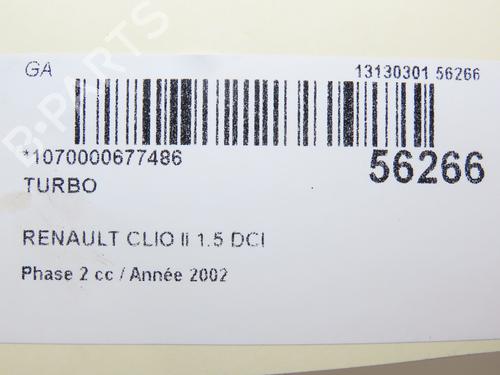 GA 13130301 56266
*1070000677486 56266
TURBO
RENAULT CLIO II 1.5 DCI
Phase 2 cc / Année 2002
B-PARTS